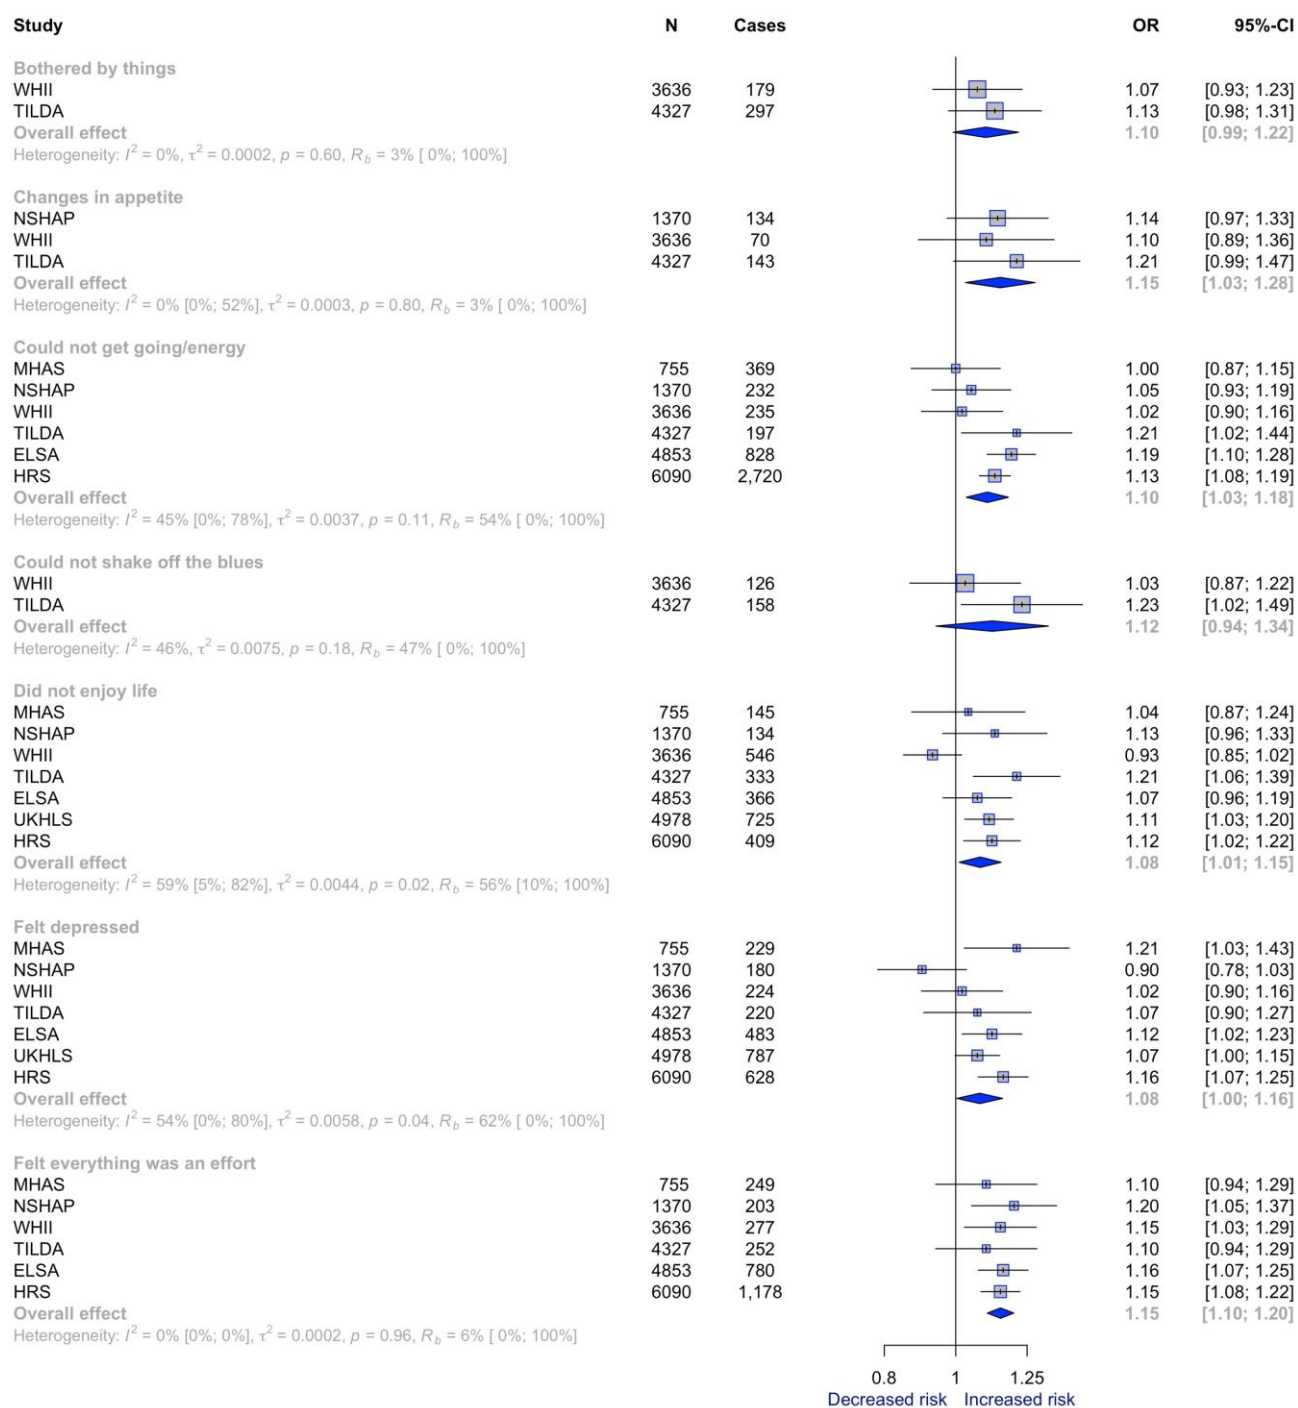 Study N Cases OR 95%-CI
Bothered by things
WHII 3636 179 1.07 [0.93; 1.23]
TILDA 4327 297 1.13 [0.98; 1.31]
Overall effect 1.10 [0.99; 1.22]
Heterogeneity: I² = 0%, τ² = 0.0002, p = 0.60, R_b = 3% [ 0%; 100%]
Changes in appetite
NSHAP 1370 134 1.14 [0.97; 1.33]
WHII 3636 70 1.10 [0.89; 1.36]
TILDA 4327 143 1.21 [0.99; 1.47]
Overall effect 1.15 [1.03; 1.28]
Heterogeneity: I² = 0% [0%; 52%], τ² = 0.0003, p = 0.80, R_b = 3% [ 0%; 100%]
Could not get going/energy
MHAS 755 369 1.00 [0.87; 1.15]
NSHAP 1370 232 1.05 [0.93; 1.19]
WHII 3636 235 1.02 [0.90; 1.16]
TILDA 4327 197 1.21 [1.02; 1.44]
ELSA 4853 828 1.19 [1.10; 1.28]
HRS 6090 2,720 1.13 [1.08; 1.19]
Overall effect 1.10 [1.03; 1.18]
Heterogeneity: I² = 45% [0%; 78%], τ² = 0.0037, p = 0.11, R_b = 54% [ 0%; 100%]
Could not shake off the blues
WHII 3636 126 1.03 [0.87; 1.22]
TILDA 4327 158 1.23 [1.02; 1.49]
Overall effect 1.12 [0.94; 1.34]
Heterogeneity: I² = 46%, τ² = 0.0075, p = 0.18, R_b = 47% [ 0%; 100%]
Did not enjoy life
MHAS 755 145 1.04 [0.87; 1.24]
NSHAP 1370 134 1.13 [0.96; 1.33]
WHII 3636 546 0.93 [0.85; 1.02]
TILDA 4327 333 1.21 [1.06; 1.39]
ELSA 4853 366 1.07 [0.96; 1.19]
UKHLS 4978 725 1.11 [1.03; 1.20]
HRS 6090 409 1.12 [1.02; 1.22]
Overall effect 1.08 [1.01; 1.15]
Heterogeneity: I² = 59% [5%; 82%], τ² = 0.0044, p = 0.02, R_b = 56% [10%; 100%]
Felt depressed
MHAS 755 229 1.21 [1.03; 1.43]
NSHAP 1370 180 0.90 [0.78; 1.03]
WHII 3636 224 1.02 [0.90; 1.16]
TILDA 4327 220 1.07 [0.90; 1.27]
ELSA 4853 483 1.12 [1.02; 1.23]
UKHLS 4978 787 1.07 [1.00; 1.15]
HRS 6090 628 1.16 [1.07; 1.25]
Overall effect 1.08 [1.00; 1.16]
Heterogeneity: I² = 54% [0%; 80%], τ² = 0.0058, p = 0.04, R_b = 62% [ 0%; 100%]
Felt everything was an effort
MHAS 755 249 1.10 [0.94; 1.29]
NSHAP 1370 203 1.20 [1.05; 1.37]
WHII 3636 277 1.15 [1.03; 1.29]
TILDA 4327 252 1.10 [0.94; 1.29]
ELSA 4853 780 1.16 [1.07; 1.25]
HRS 6090 1,178 1.15 [1.08; 1.22]
Overall effect 1.15 [1.10; 1.20]
Heterogeneity: I² = 0% [0%; 0%], τ² = 0.0002, p = 0.96, R_b = 6% [ 0%; 100%]
0.8 1 1.25
Decreased risk Increased risk